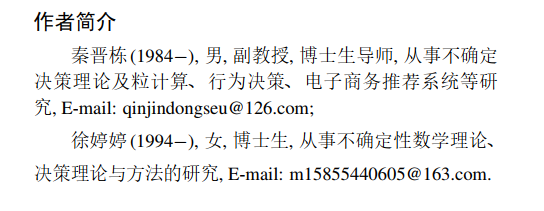 作者简介
秦晋栋(1984−), 男, 副教授, 博士生导师, 从事不确定
决策理论及粒计算、行为决策、电子商务推荐系统等研
究, E-mail: qinjindongseu@126.com;
徐婷婷(1994−), 女, 博士生, 从事不确定性数学理论、
决策理论与方法的研究, E-mail: m15855440605@163.com.